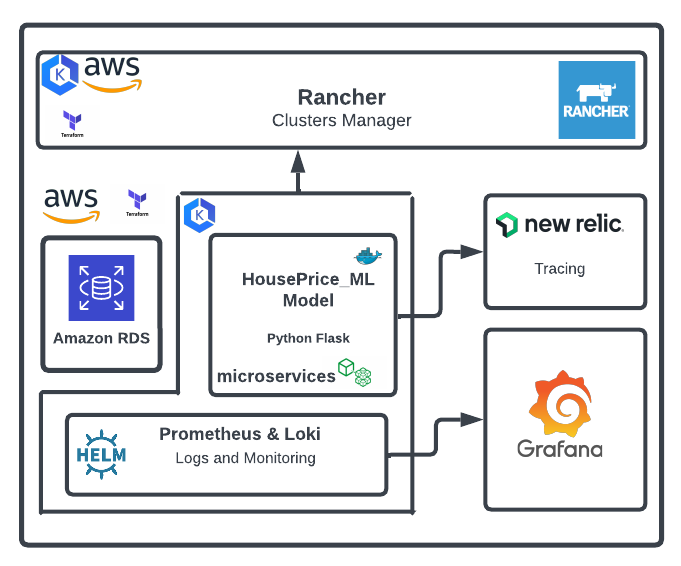 K
aws
Rancher
Clusters Manager
RANCHER
Terraform
aws
Terraform
K
new relic.
Tracing
HousePrice_ML
Model
Python Flask
microservices
Amazon RDS
Prometheus & Loki
Logs and Monitoring
HELM
Grafana